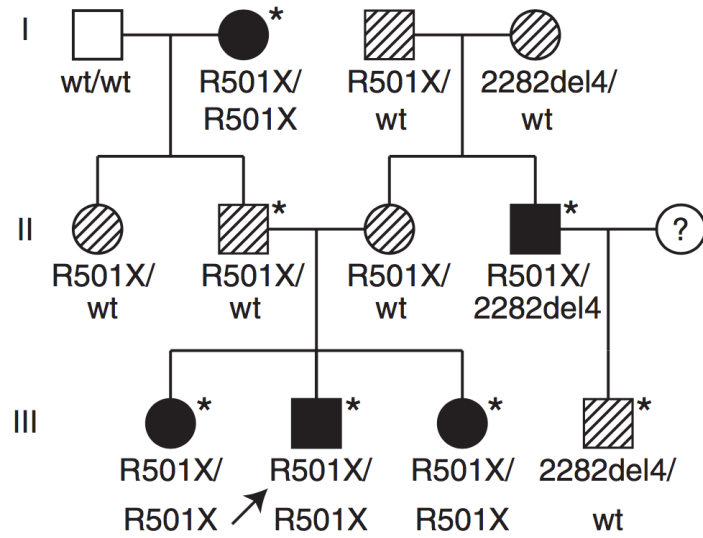 I
*
wt/wt R501X/ R501X/ 2282del4/
R501X wt wt
II
* * ?
R501X/ R501X/ R501X/ R501X/
wt wt wt 2282del4
III
* * * *
R501X/ R501X/ R501X/ 2282del4/
R501X R501X R501X wt